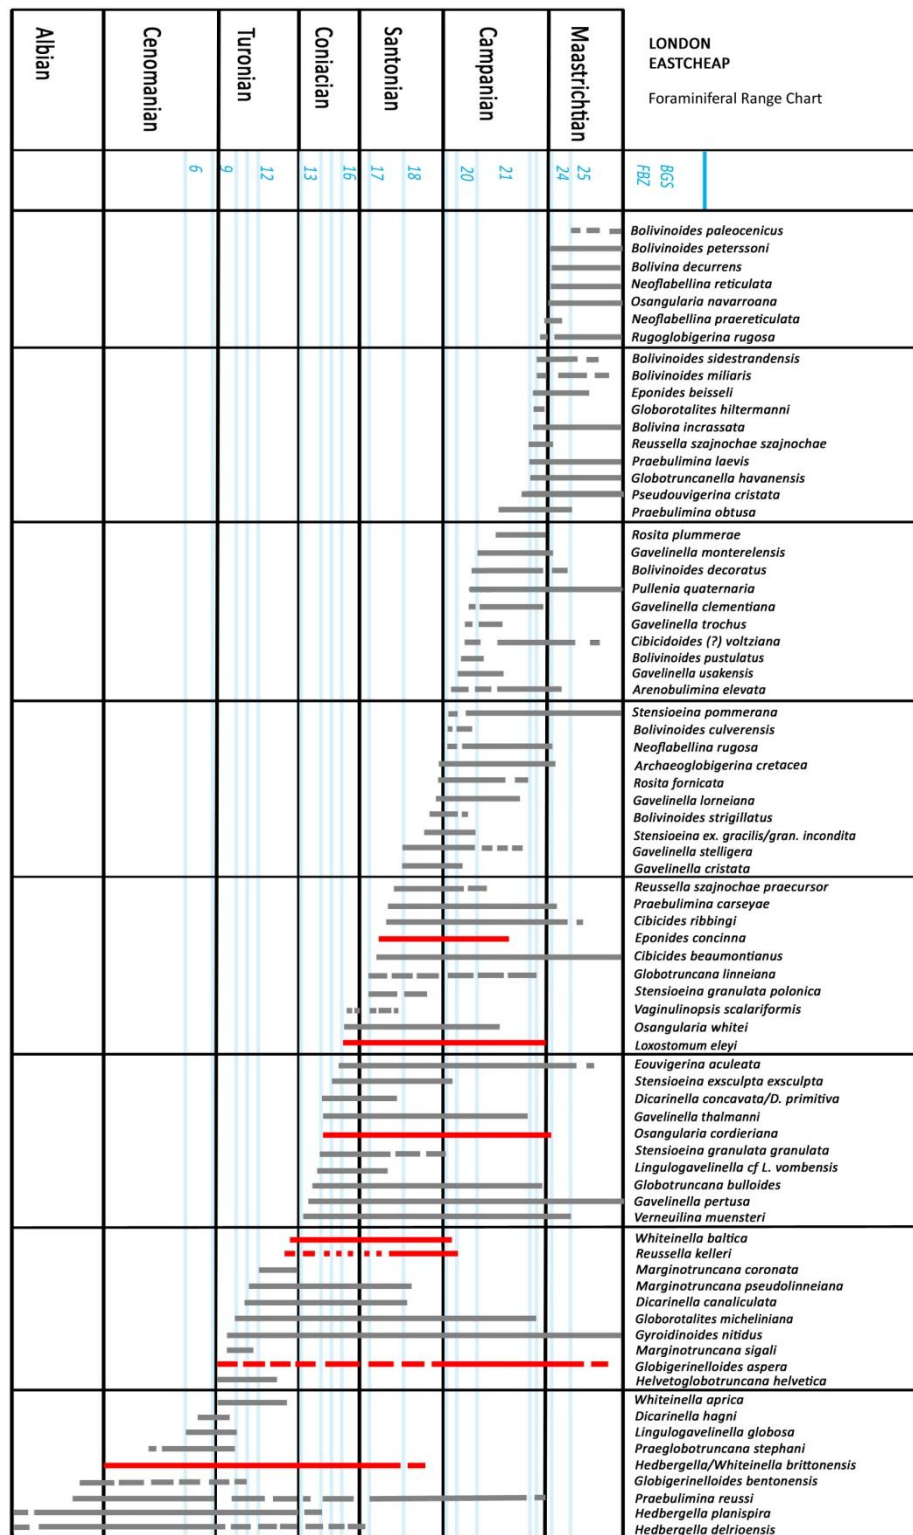 Albian
Cenomanian
Turonian
Coniacian
Santonian
Campanian
Maastrichtian
LONDON
EASTCHEAP
Foraminiferal Range Chart
6
9
12
13
16
17
18
20
21
24
25
BGS
FBZ
Bolivinoides paleocenicus
Bolivinoides peterssoni
Bolivina decurrens
Neoflabellina reticulata
Osangularia navarroana
Neoflabellina praereticulata
Rugoglobigerina rugosa
Bolivinoides sidestrandensis
Bolivinoides miliaris
Eponides beisseli
Globorotalites hiltermanni
Bolivina incrassata
Reussella szajnochae szajnochae
Praebulimina laevis
Globotruncanella havanensis
Pseudouvigerina cristata
Praebulimina obtusa
Rosita plummerae
Gavelinella monterelensis
Bolivinoides decoratus
Pullenia quaternaria
Gavelinella clementiana
Gavelinella trochus
Cibicidoides (?) voltziana
Bolivinoides pustulatus
Gavelinella usakensis
Arenobulimina elevata
Stensioeina pommerana
Bolivinoides culverensis
Neoflabellina rugosa
Archaeoglobigerina cretacea
Rosita fornicata
Gavelinella lorneiana
Bolivinoides strigillatus
Stensioeina ex. gracilis/gran. incondita
Gavelinella stelligera
Gavelinella cristata
Reussella szajnochae praecursor
Praebulimina carseyae
Cibicides ribbingi
Eponides concinna
Cibicides beaumontianus
Globotruncana linneiana
Stensioeina granulata polonica
Vaginulinopsis scalariformis
Osangularia whitei
Loxostomum eleyi
Eouvigerina aculeata
Stensioeina exsculpta exsculpta
Dicarinella concavata/D. primitiva
Gavelinella thalmanni
Osangularia cordieriana
Stensioeina granulata granulata
Lingulogavelinella cf L. vombensis
Globotruncana bulloides
Gavelinella pertusa
Verneuilina muensteri
Whiteinella baltica
Reussella kelleri
Marginotruncana coronata
Marginotruncana pseudolinneiana
Dicarinella canaliculata
Globorotalites micheliniana
Gyroidinoides nitidus
Marginotruncana sigali
Globigerinelloides aspera
Helvetoglobotruncana helvetica
Whiteinella aprica
Dicarinella hagni
Lingulogavelinella globosa
Praeglobotruncana stephani
Hedbergella/Whiteinella brittonensis
Globigerinelloides bentonensis
Praebulimina reussi
Hedbergella planispira
Hedbergella delrioensis